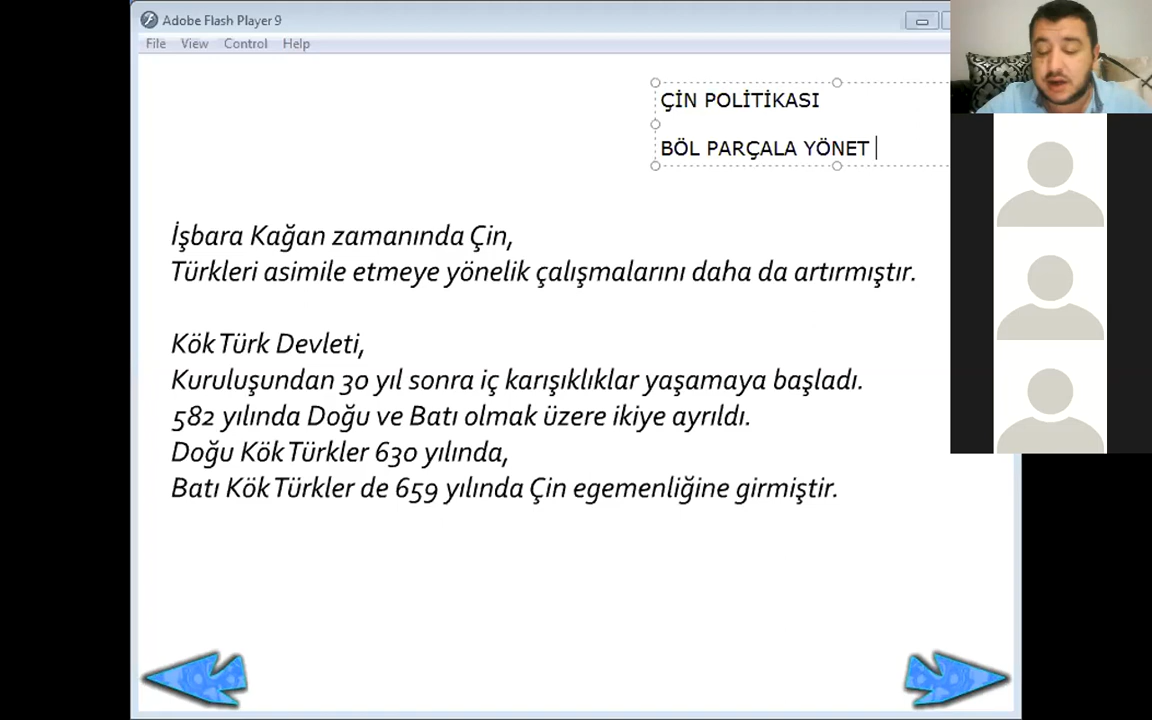 Adobe Flash Player 9
File View Control Help
ÇİN POLİTİKASI
BÖL PARÇALA YÖNET
İşbara Kağan zamanında Çin,
Türkleri asimile etmeye yönelik çalışmalarını daha da artırmıştır.
Kök Türk Devleti,
Kuruluşundan 30 yıl sonra iç karışıklıklar yaşamaya başladı.
582 yılında Doğu ve Batı olmak üzere ikiye ayrıldı.
Doğu Kök Türkler 630 yılında,
Batı Kök Türkler de 659 yılında Çin egemenliğine girmiştir.